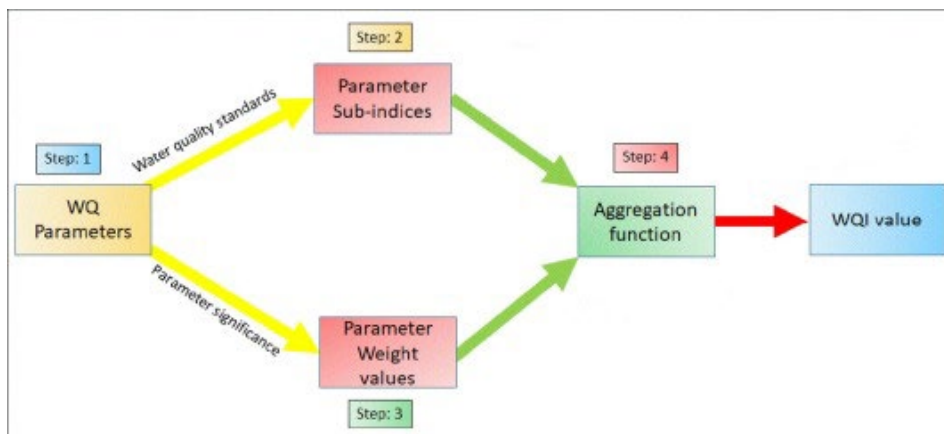 Step: 1
WQ
Parameters
Water quality standards
Step: 2
Parameter
Sub-indices
Parameter significance
Parameter
Weight
values
Step: 3
Step: 4
Aggregation
function
WQI value